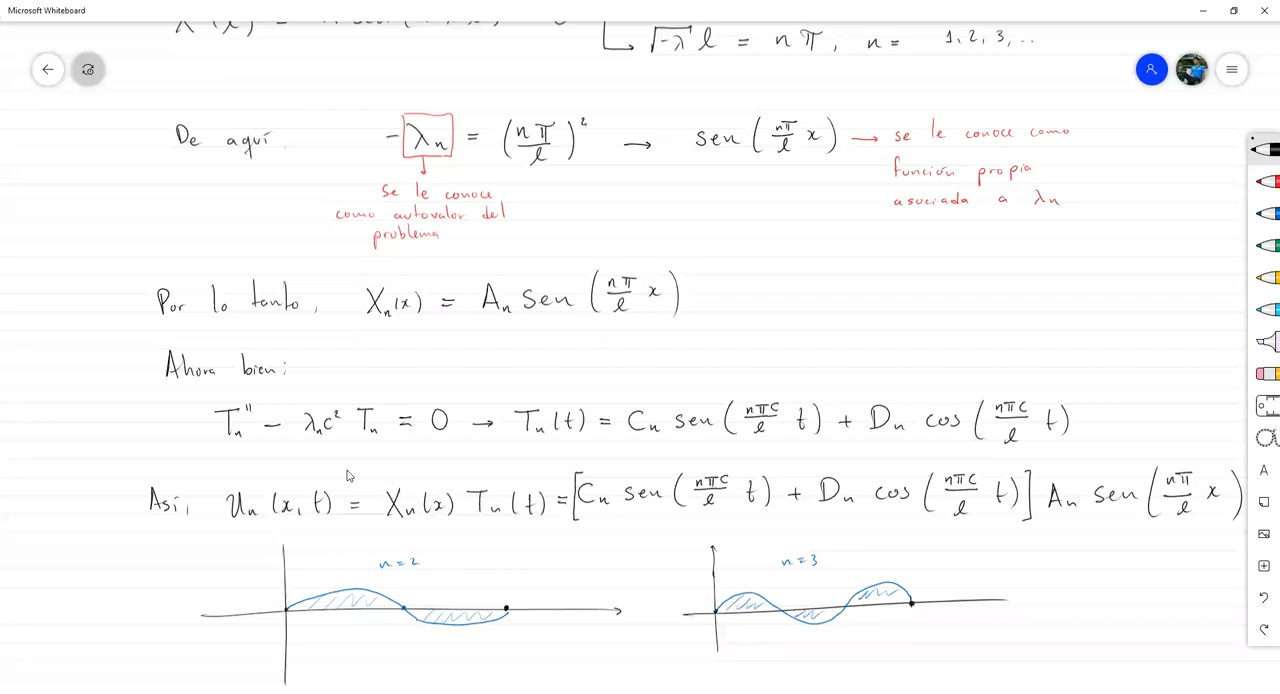 Microsoft Whiteboard
√-λ l = n π, n = 1, 2, 3, ..
De aquí, -λn = (nπ/l)² → sen(nπ/l x) → se le conoce como
función propia
asociada a λn
se le conoce
como autovalor del
problema
Por lo tanto, Xn(x) = An sen(nπ/l x)
Ahora bien:
Tn'' - λnc² Tn = 0 → Tn(t) = Cn sen(nπc/l t) + Dn cos(nπc/l t)
Así, un(x,t) = Xn(x) Tn(t) = [Cn sen(nπc/l t) + Dn cos(nπc/l t)] An sen(nπ/l x)
n=2
n=3
A